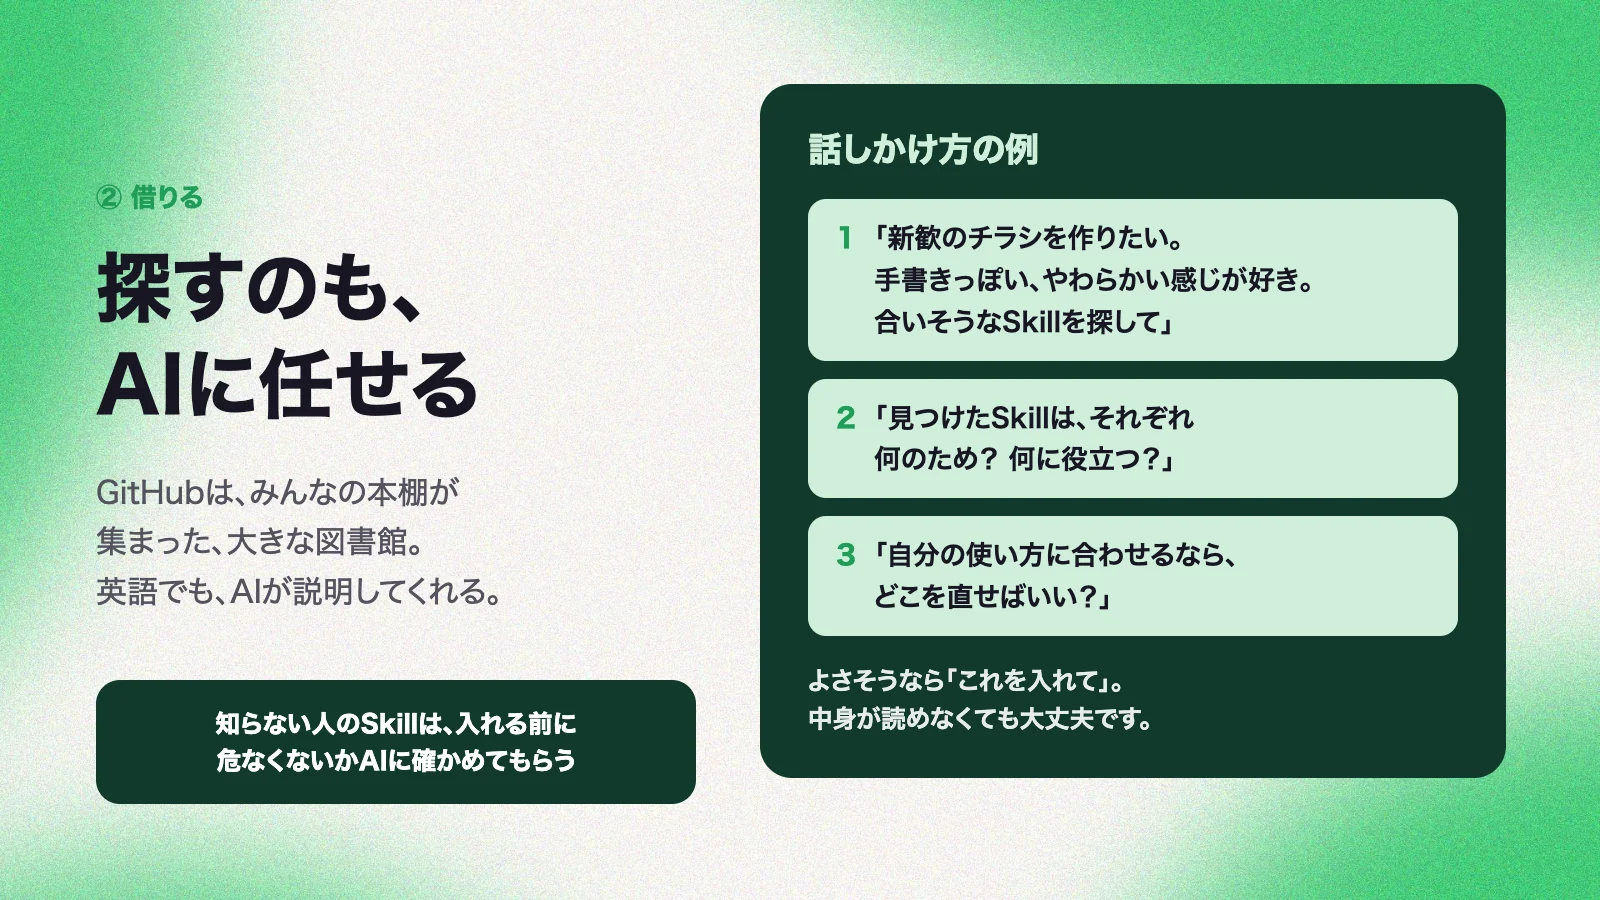 ② 借りる
探すのも、
AIに任せる
GitHubは、みんなの本棚が
集まった、大きな図書館。
英語でも、AIが説明してくれる。
知らない人のSkillは、入れる前に
危なくないかAIに確かめてもらう
話しかけ方の例
1 「新歓のチラシを作りたい。
手書きっぽい、やわらかい感じが好き。
合いそうなSkillを探して」
2 「見つけたSkillは、それぞれ
何のため？ 何に役立つ？」
3 「自分の使い方に合わせるなら、
どこを直せばいい？」
よさそうなら「これを入れて」。
中身が読めなくても大丈夫です。